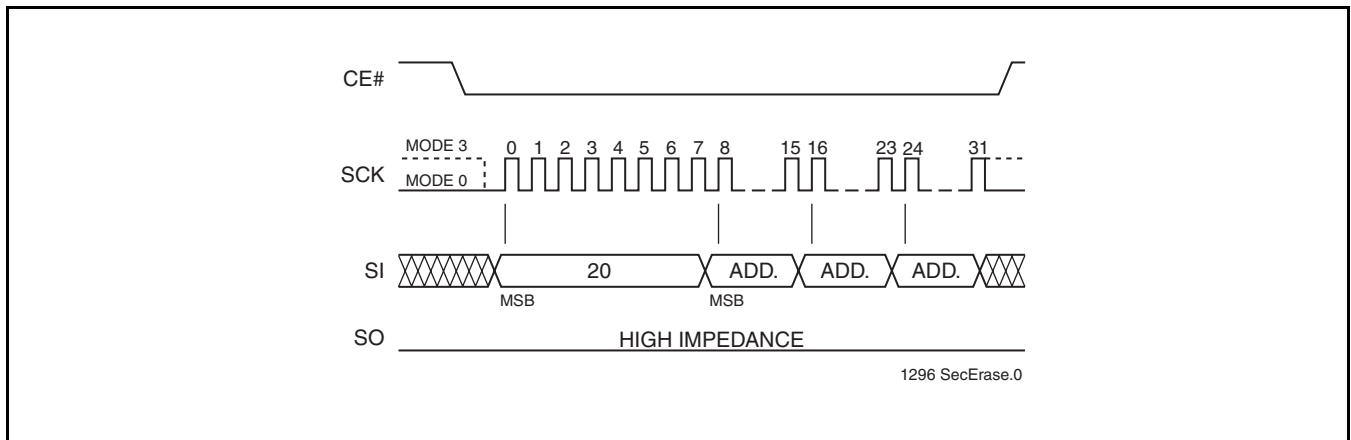 CE#
MODE 3 0 1 2 3 4 5 6 7 8 15 16 23 24 31
SCK
MODE 0
SI 20 ADD. ADD. ADD.
MSB MSB
SO HIGH IMPEDANCE
1296 SecErase.0